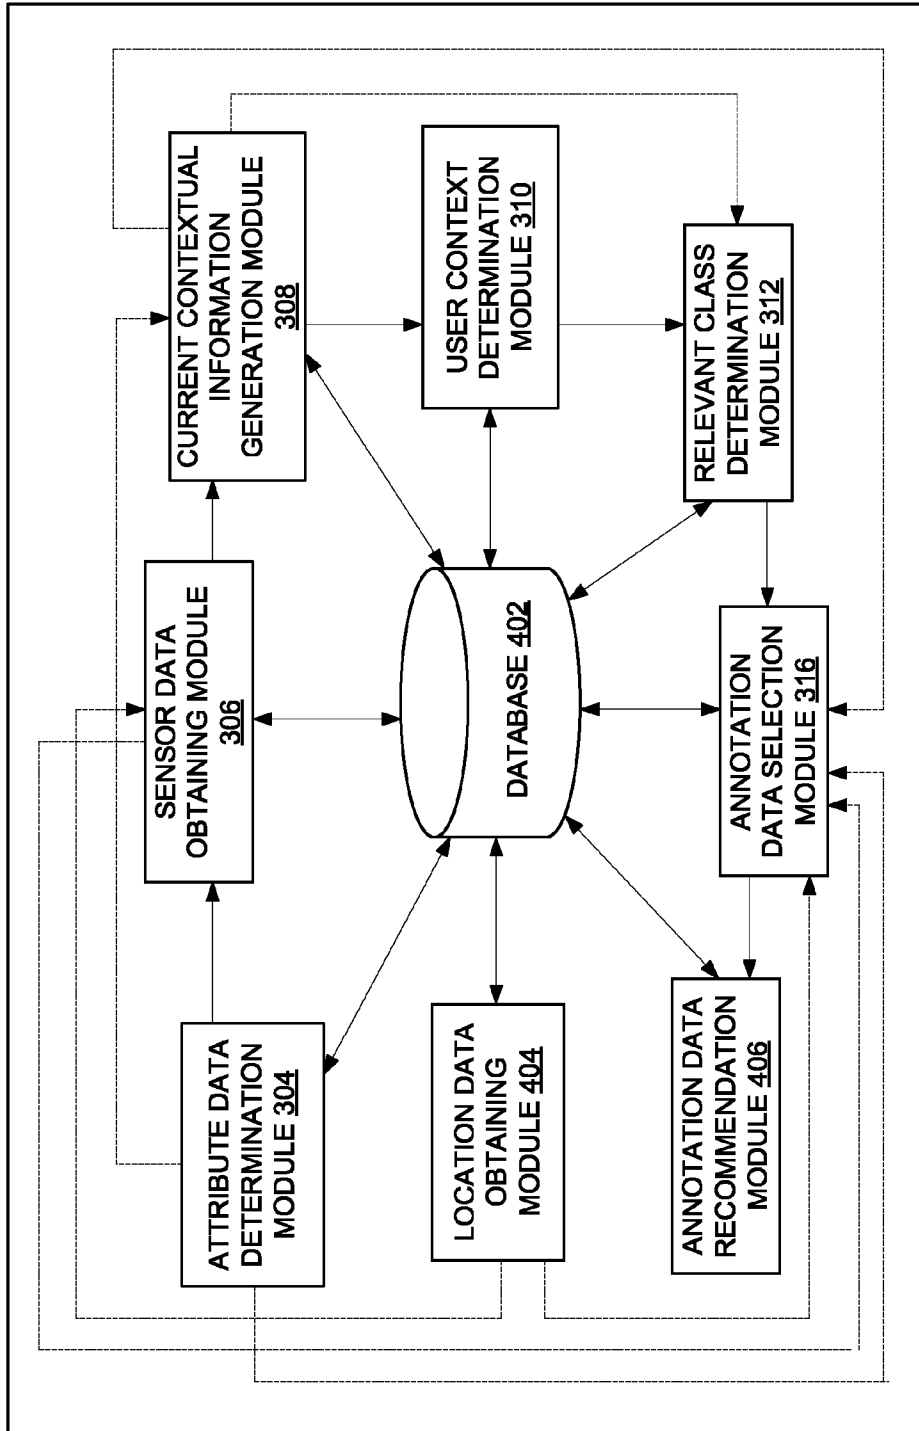 ATTRIBUTE DATA
DETERMINATION
MODULE 304
SENSOR DATA
OBTAINING MODULE
306
CURRENT CONTEXTUAL
INFORMATION
GENERATION MODULE
308
LOCATION DATA
OBTAINING
MODULE 404
DATABASE 402
USER CONTEXT
DETERMINATION
MODULE 310
ANNOTATION DATA
RECOMMENDATION
MODULE 406
ANNOTATION
DATA SELECTION
MODULE 316
RELEVANT CLASS
DETERMINATION
MODULE 312